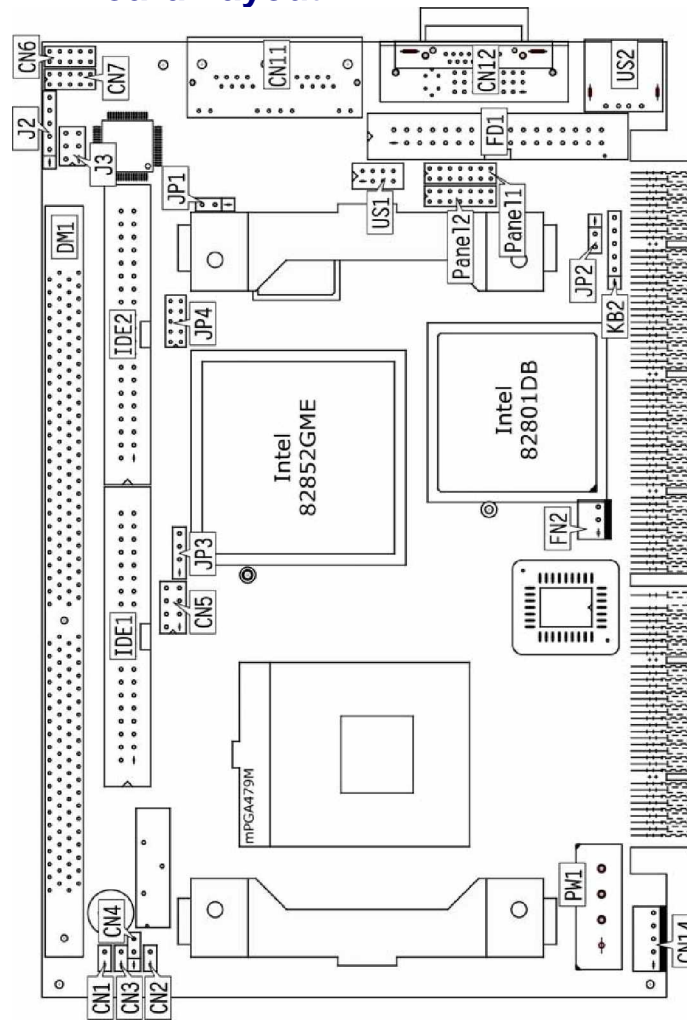 CN6
CN7
J2
J3
CN11
CN12
US2
FD1
JP1
US1
Panel2
Panel1
DM1
JP2
KB2
IDE2
JP4
Intel
82852GME
Intel
82801DB
FN2
JP3
CN5
IDE1
mPGA479M
PW1
CN4
CN1
CN3
CN2
CN14